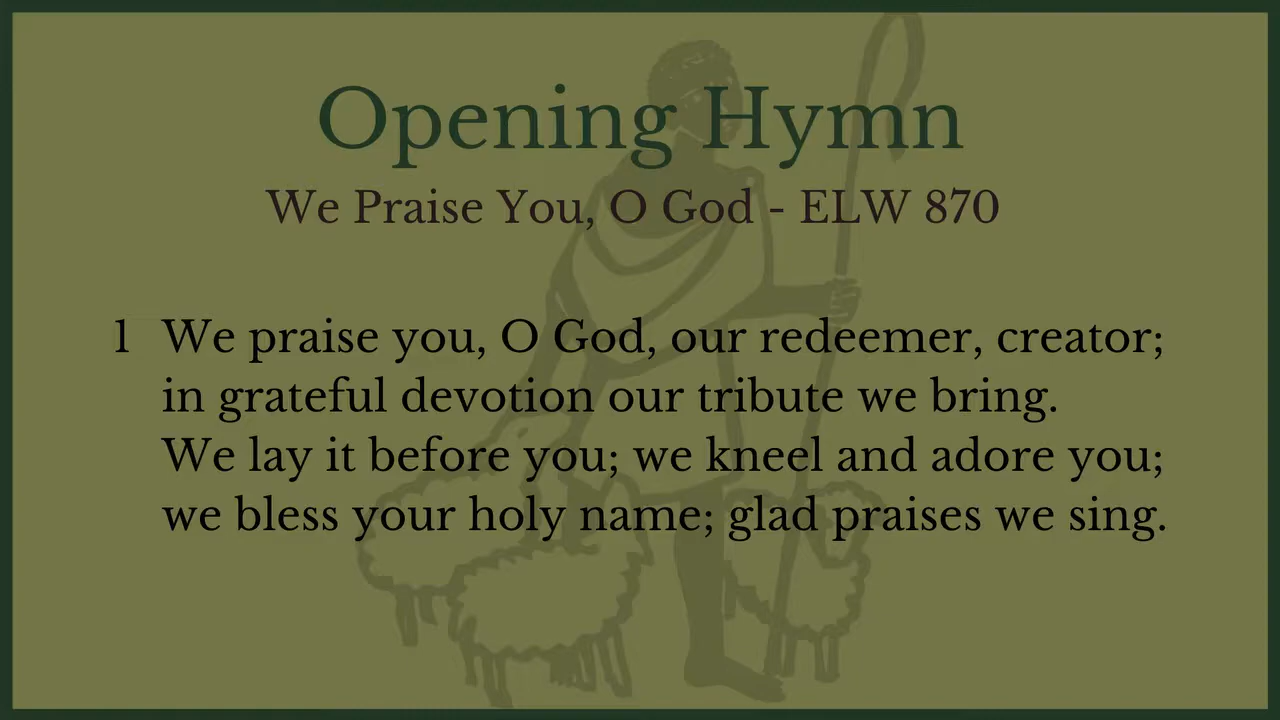 Opening Hymn
We Praise You, O God - ELW 870
1 We praise you, O God, our redeemer, creator;
in grateful devotion our tribute we bring.
We lay it before you; we kneel and adore you;
we bless your holy name; glad praises we sing.